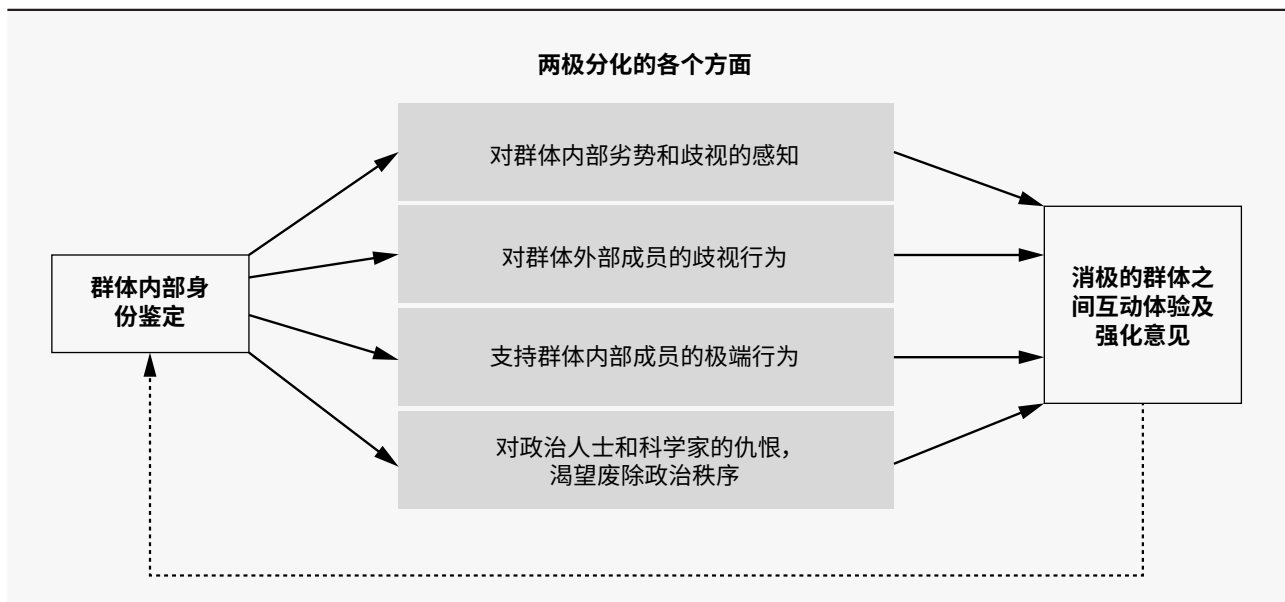 两极分化的各个方面
对群体内部劣势和歧视的感知
对群体外部成员的歧视行为
群体内部身
份鉴定
消极的群体之
间互动体验及
强化意见
支持群体内部成员的极端行为
对政治人士和科学家的仇恨，
渴望废除政治秩序